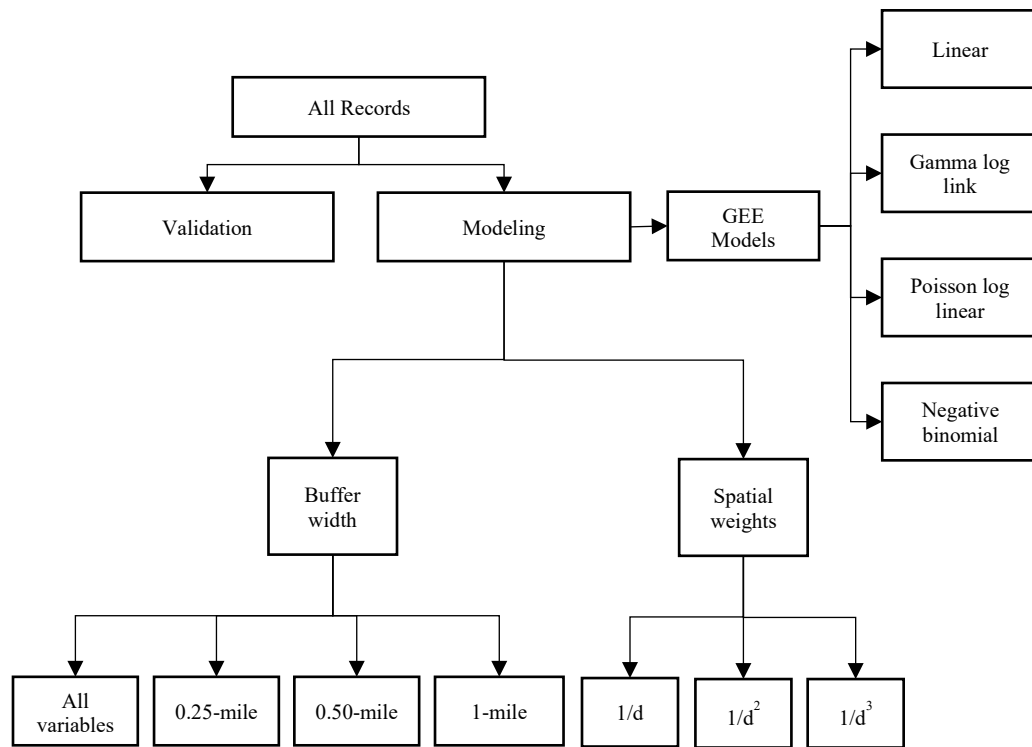 Linear
All Records
Gamma log
link
Validation
Modeling
GEE
Models
Poisson log
linear
Negative
binomial
Buffer
width
Spatial
weights
All
variables
0.25-mile
0.50-mile
1-mile
1/d
1/d²
1/d³